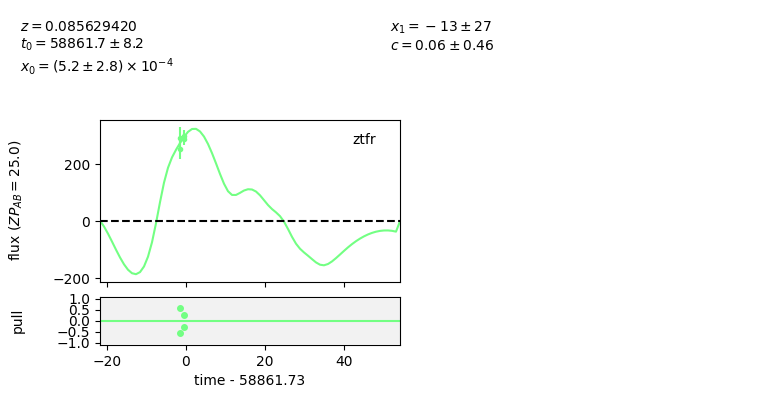 z = 0.085629420
t₀ = 58861.7 ± 8.2
x₀ = (5.2 ± 2.8) × 10⁻⁴
x₁ = −13 ± 27
c = 0.06 ± 0.46
ztfr
flux (ZP_AB = 25.0)
200
0
−200
pull
1.0
0.5
0.0
−0.5
−1.0
−20
0
20
40
time - 58861.73